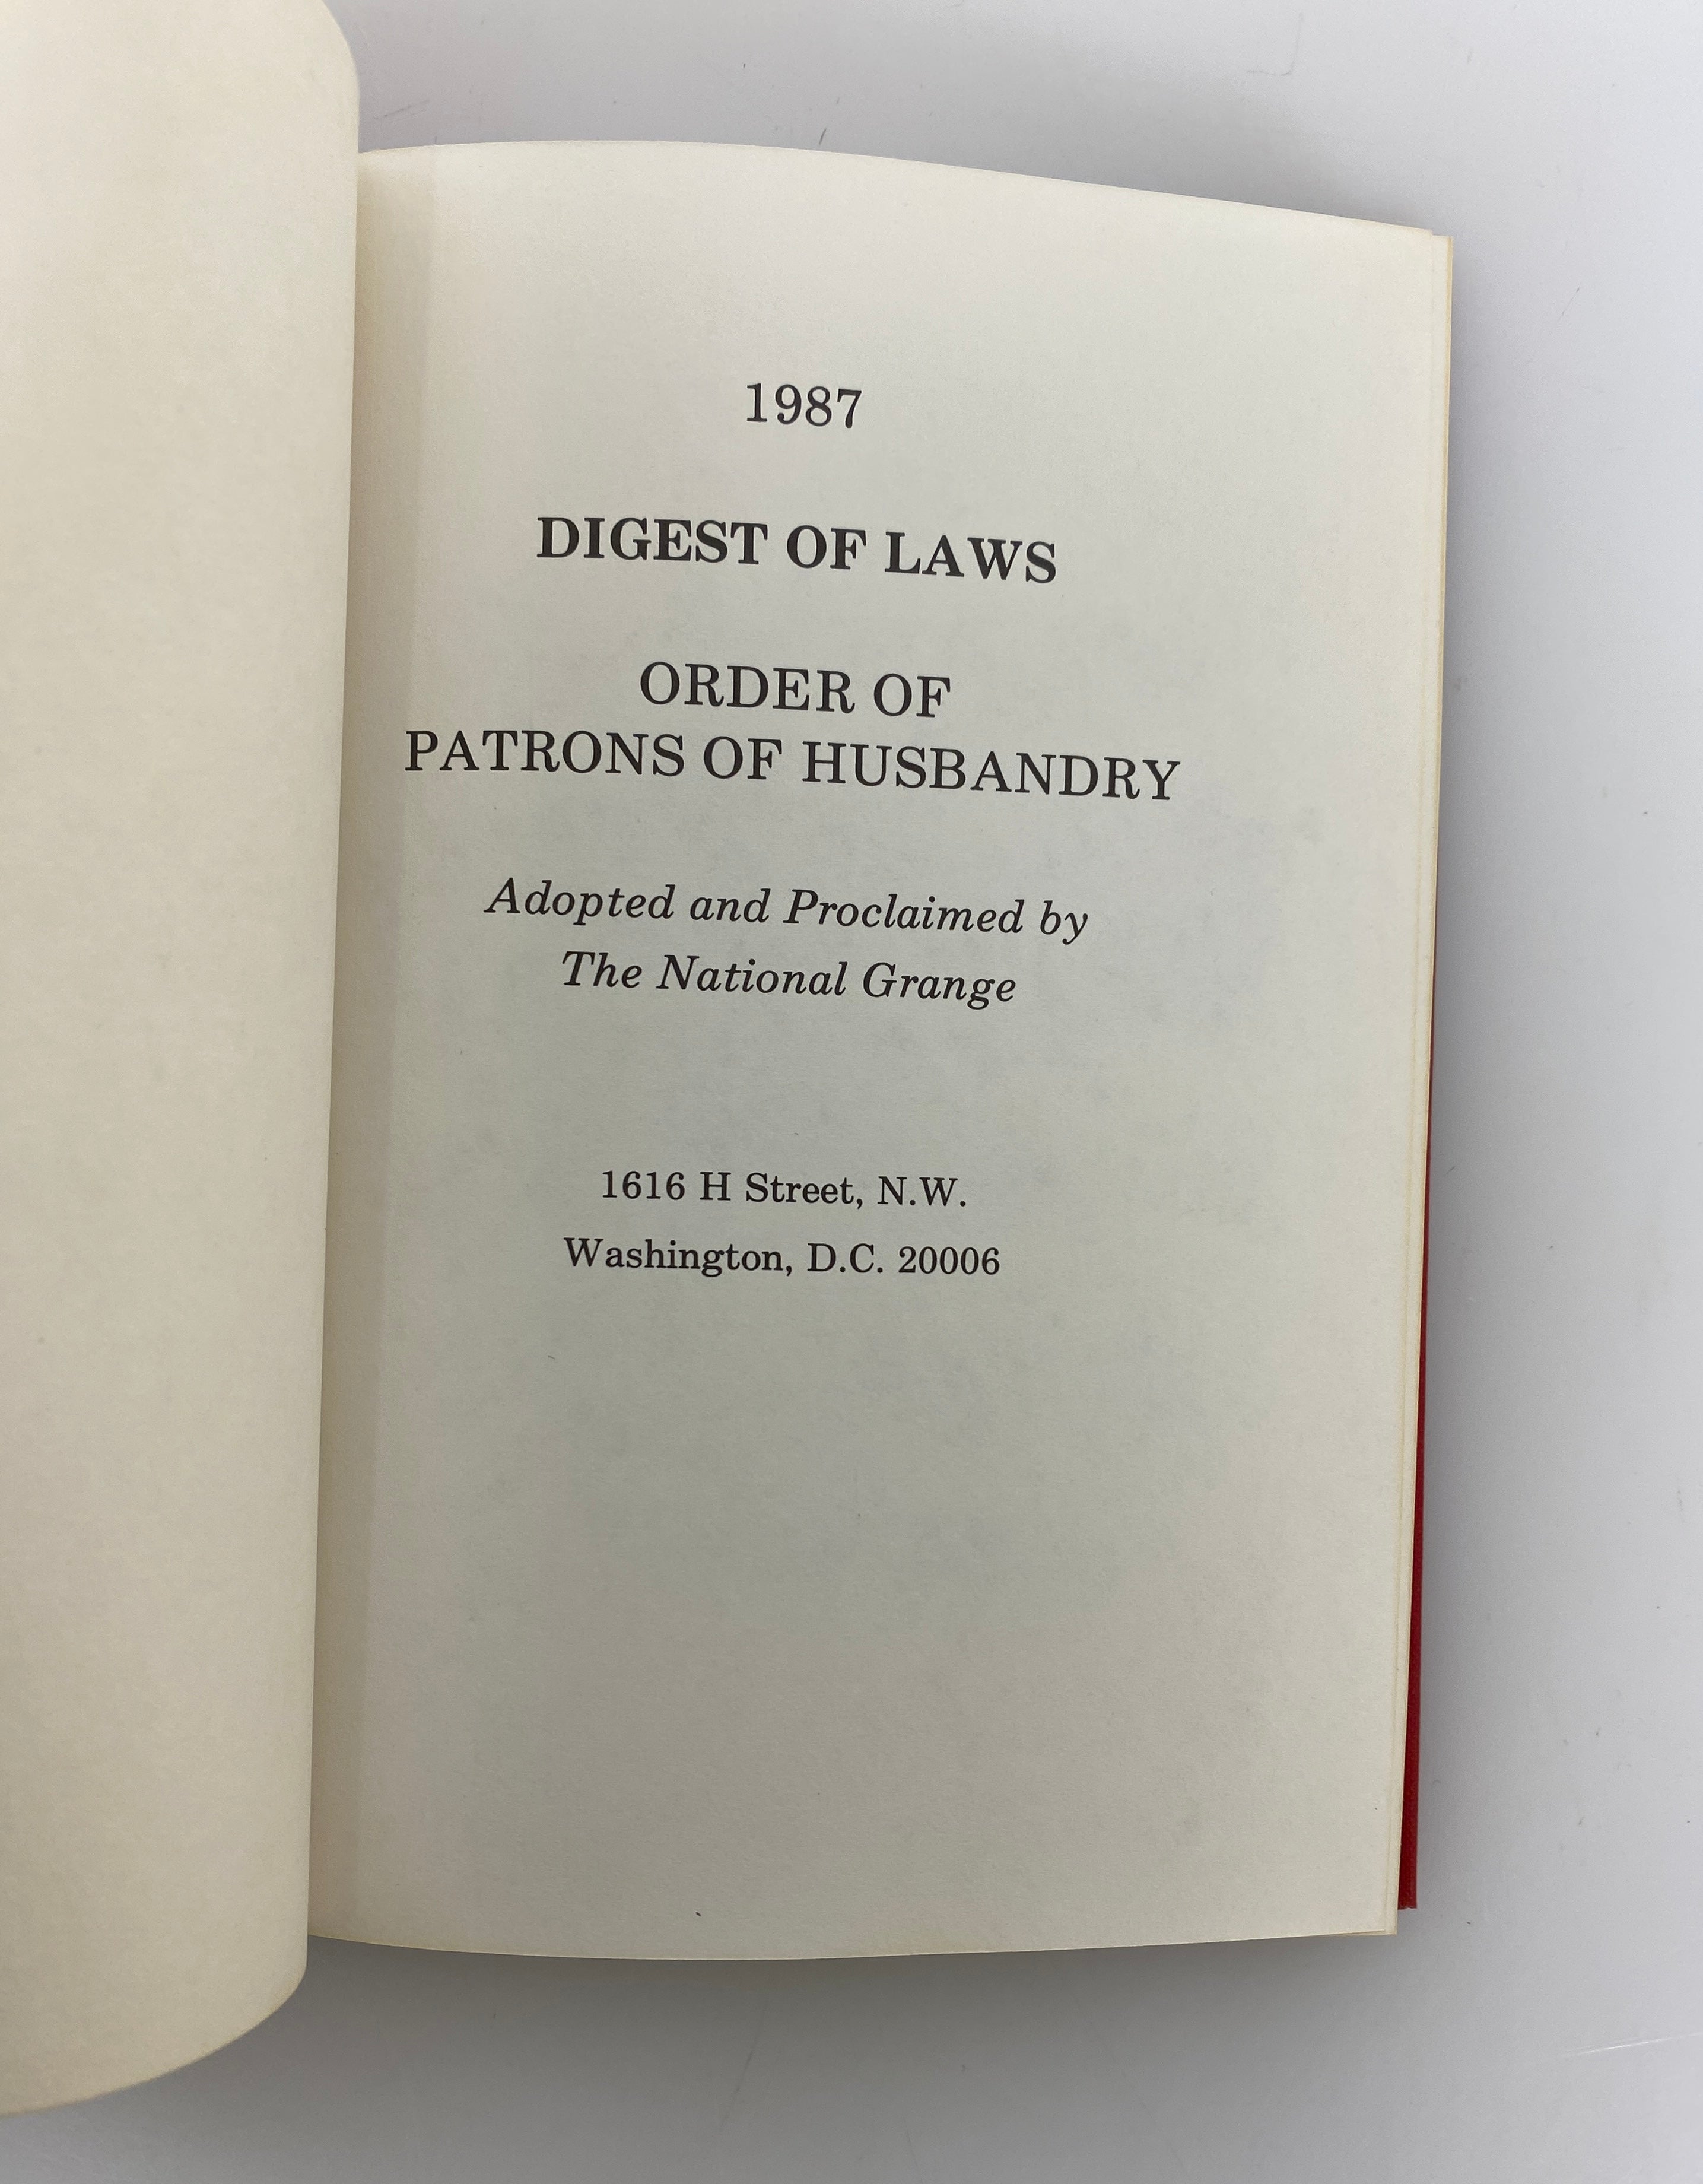 1987
DIGEST OF LAWS
ORDER OF
PATRONS OF HUSBANDRY
Adopted and Proclaimed by
The National Grange
1616 H Street, N.W.
Washington, D.C. 20006